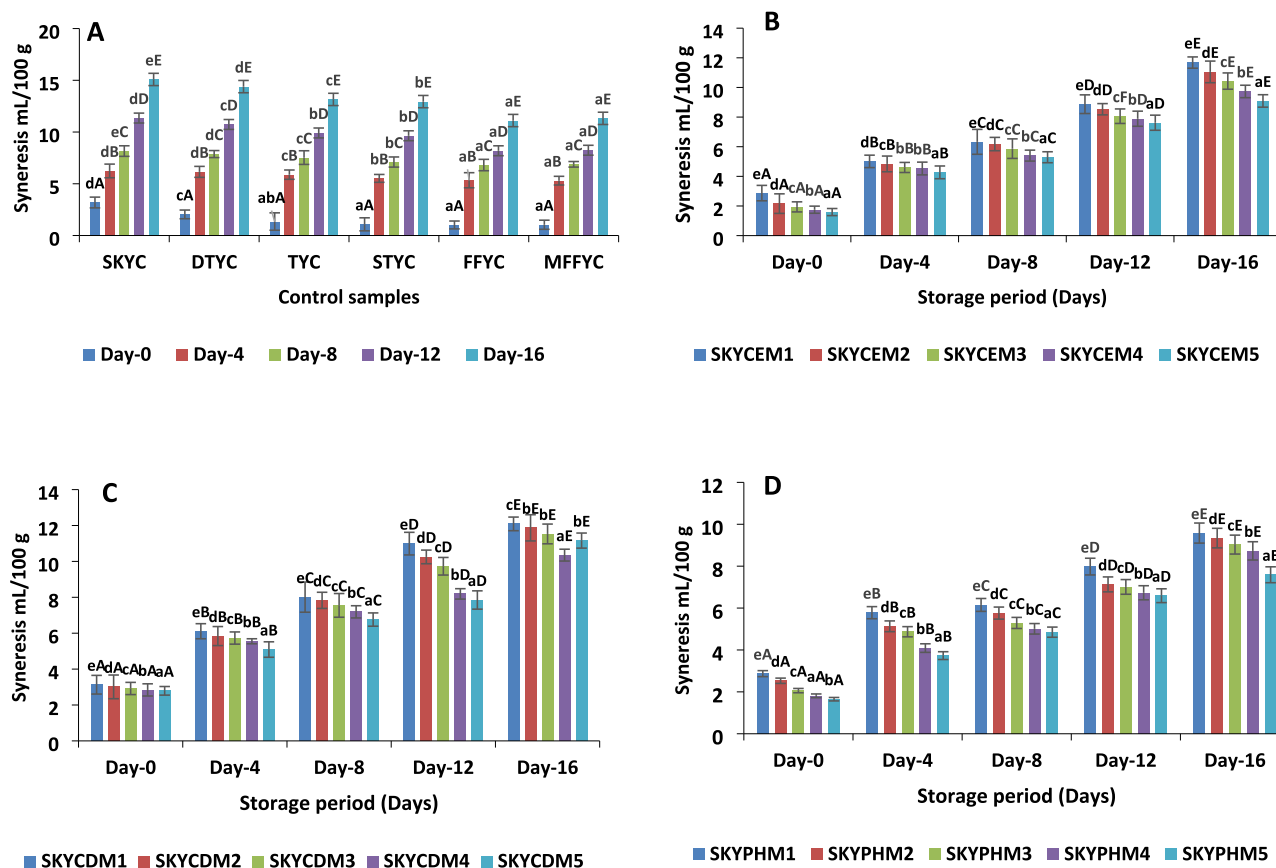 A
Syneresis mL/100 g
20
15
10
5
0
dA dB eC dD eE
cA dB dC cD dE
abA cB cC bD cE
aA bB bC bD bE
aA aB aC aD aE
aA aB aC aD aE
SKYC DTYC TYC STYC FFYC MFFYC
Control samples
Day-0 Day-4 Day-8 Day-12 Day-16
B
Syneresis mL/100 g
14
12
10
8
6
4
2
0
eA dA cA bA aA
dB cB bB bB aB
eC dC cC bC aC
eD dD cF bD aD
eE dE cE bE aE
Day-0 Day-4 Day-8 Day-12 Day-16
Storage period (Days)
SKYCEM1 SKYCEM2 SKYCEM3 SKYCEM4 SKYCEM5
C
Syneresis mL/100 g
14
12
10
8
6
4
2
0
eA dA cA bA aA
eB dB cB bB aB
eC dC cC bC aC
eD dD cD bD aD
cE bE bE aE bE
Day-0 Day-4 Day-8 Day-12 Day-16
Storage period (Days)
SKYCDM1 SKYCDM2 SKYCDM3 SKYCDM4 SKYCDM5
D
Syneresis mL/100 g
12
10
8
6
4
2
0
eA dA cA aA bA
eB dB cB bB aB
eC dC cC bC aC
eD dD cD bD aD
eE dE cE bE aE
Day-0 Day-4 Day-8 Day-12 Day-16
Storage period (Days)
SKYPHM1 SKYPHM2 SKYPHM3 SKYPHM4 SKYPHM5